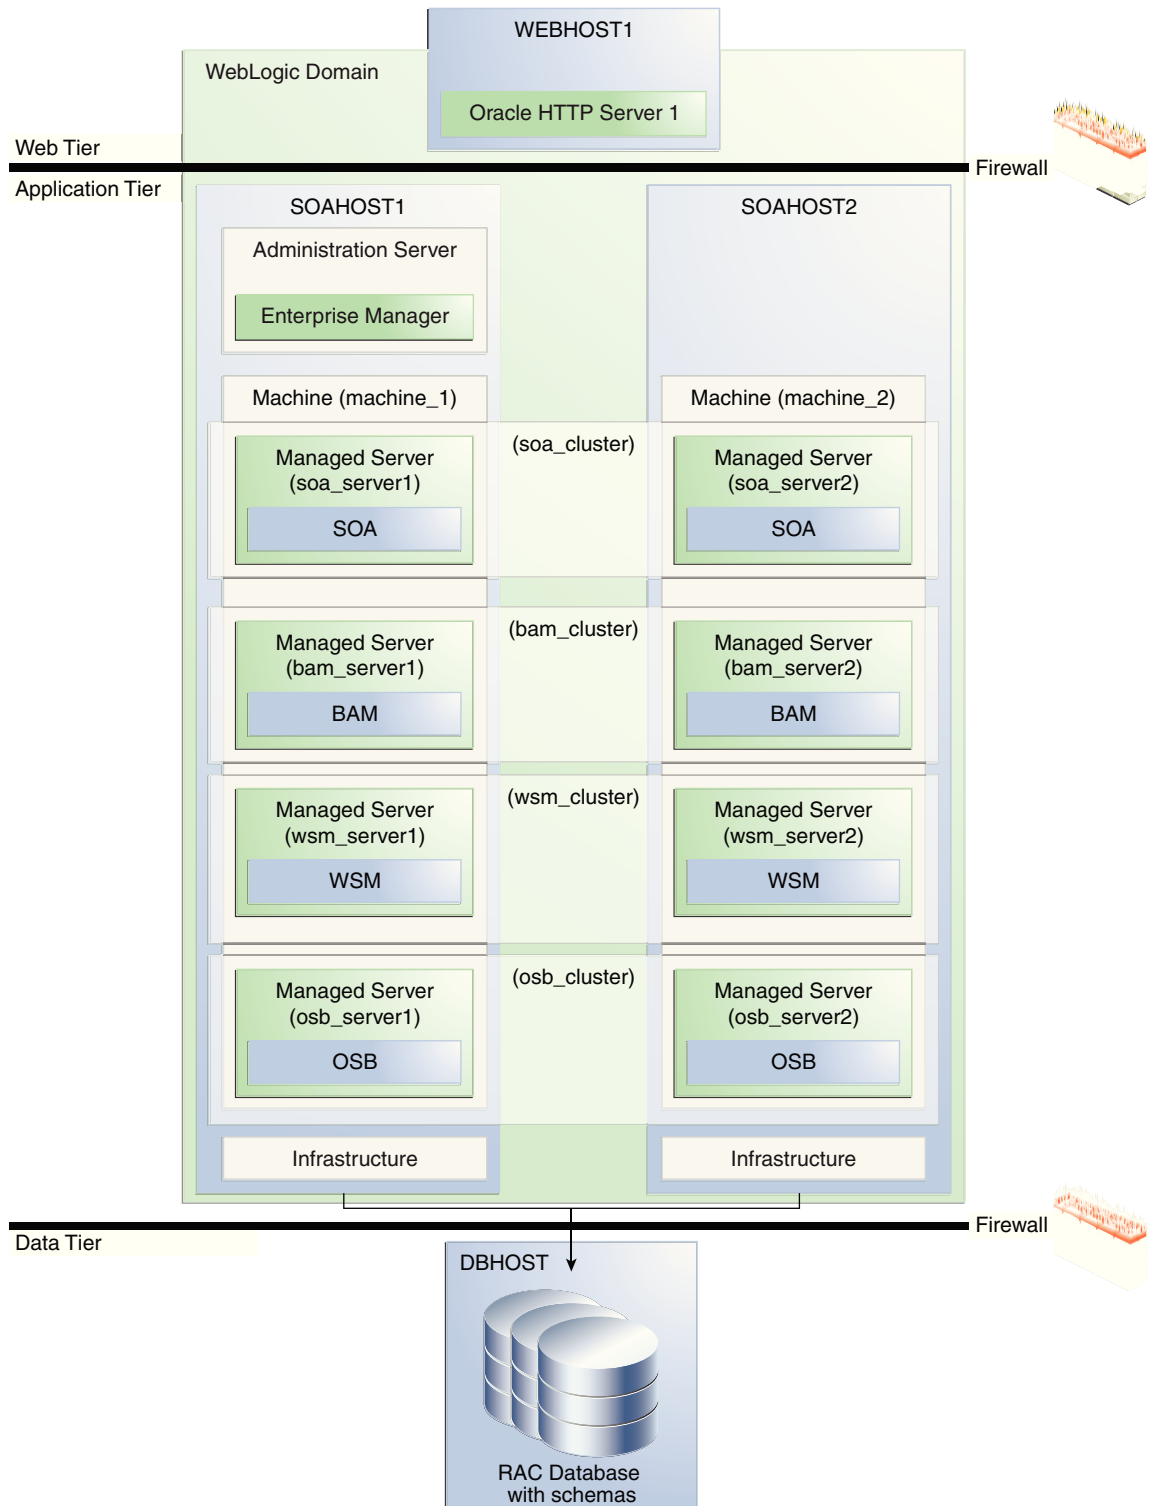 WEBHOST1
WebLogic Domain
Oracle HTTP Server 1
Web Tier
Firewall
Application Tier
SOAHOST1
SOAHOST2
Administration Server
Enterprise Manager
Machine (machine_1)
Machine (machine_2)
(soa_cluster)
Managed Server
(soa_server1)
SOA
Managed Server
(soa_server2)
SOA
(bam_cluster)
Managed Server
(bam_server1)
BAM
Managed Server
(bam_server2)
BAM
(wsm_cluster)
Managed Server
(wsm_server1)
WSM
Managed Server
(wsm_server2)
WSM
(osb_cluster)
Managed Server
(osb_server1)
OSB
Managed Server
(osb_server2)
OSB
Infrastructure
Infrastructure
Firewall
Data Tier
DBHOST
RAC Database
with schemas